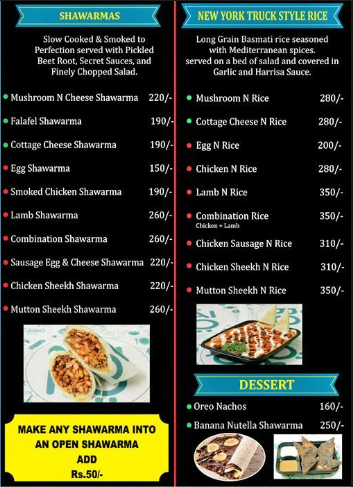 SHAWARMAS
Slow Cooked & Smoked to
Perfection served with Pickled
Beet Root, Secret Sauces, and
Finely Chopped Salad.
Mushroom N Cheese Shawarma 220/-
Falafel Shawarma 190/-
Cottage Cheese Shawarma 190/-
Egg Shawarma 150/-
Smoked Chicken Shawarma 190/-
Lamb Shawarma 260/-
Combination Shawarma 260/-
Sausage Egg & Cheese Shawarma 220/-
Chicken Sheekh Shawarma 220/-
Mutton Sheekh Shawarma 260/-
MAKE ANY SHAWARMA INTO
AN OPEN SHAWARMA
ADD
Rs.50/-
NEW YORK TRUCK STYLE RICE
Long Grain Basmati rice seasoned
with Mediterranean spices.
served on a bed of salad and covered in
Garlic and Harrisa Sauce.
Mushroom N Rice 280/-
Cottage Cheese N Rice 280/-
Egg N Rice 200/-
Chicken N Rice 280/-
Lamb N Rice 350/-
Combination Rice 350/-
Chicken + Lamb
Chicken Sausage N Rice 310/-
Chicken Sheekh N Rice 310/-
Mutton Sheekh N Rice 350/-
DESSERT
Oreo Nachos 160/-
Banana Nutella Shawarma 250/-